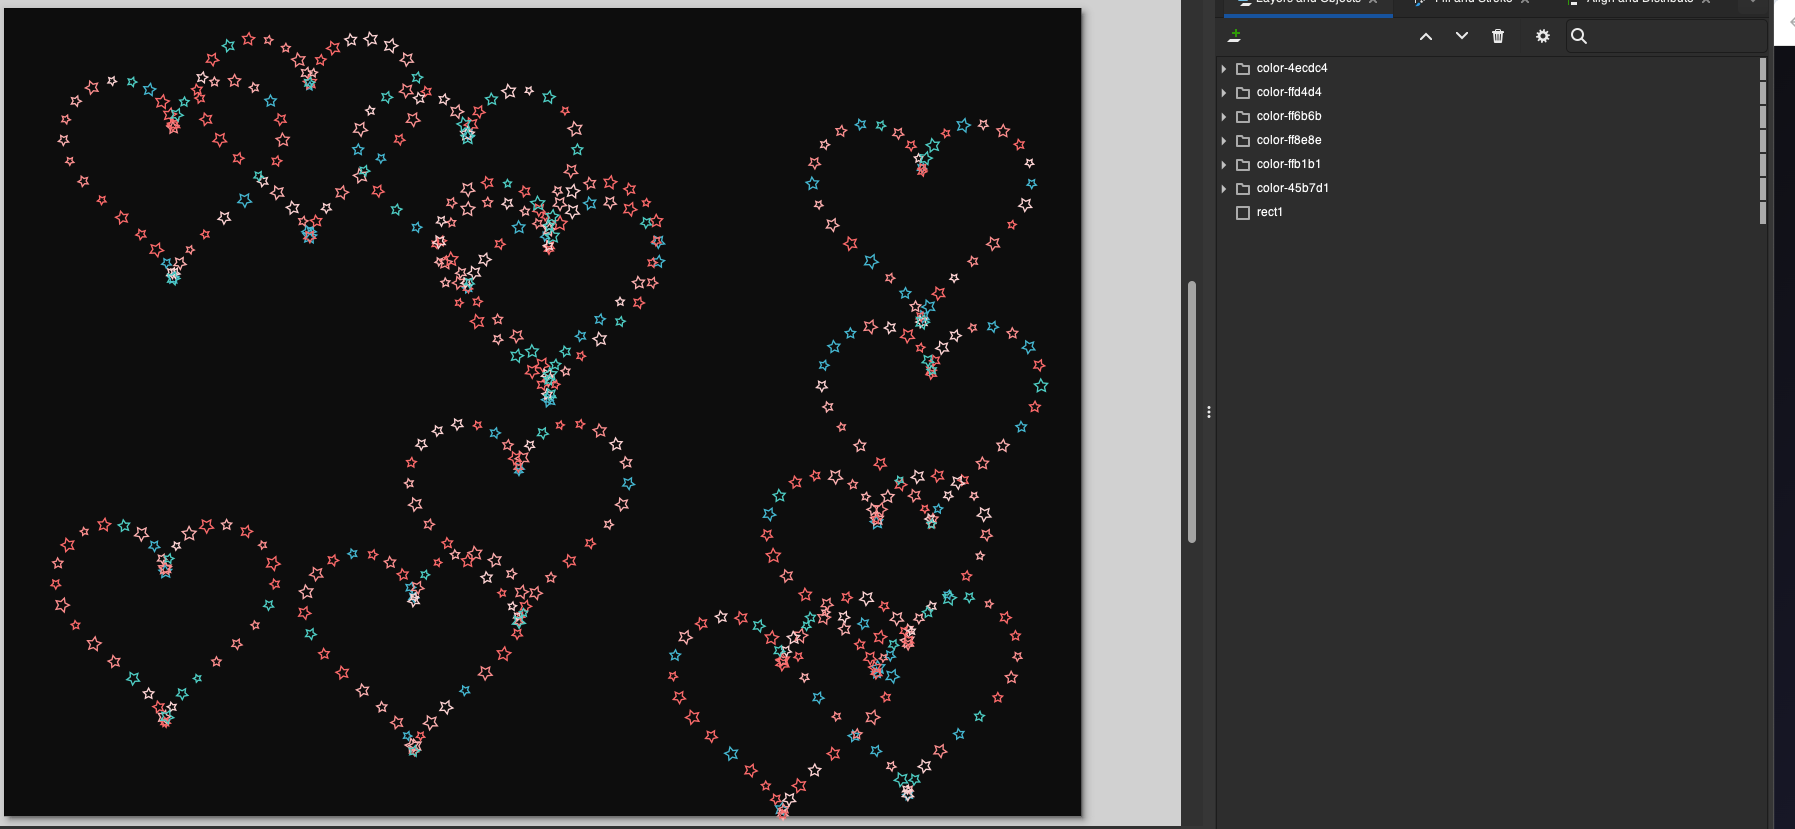 Layers and Objects
Fill and Stroke
Align and Distribute
color-4ecdc4
color-ffd4d4
color-ff6b6b
color-ff8e8e
color-ffb1b1
color-45b7d1
rect1